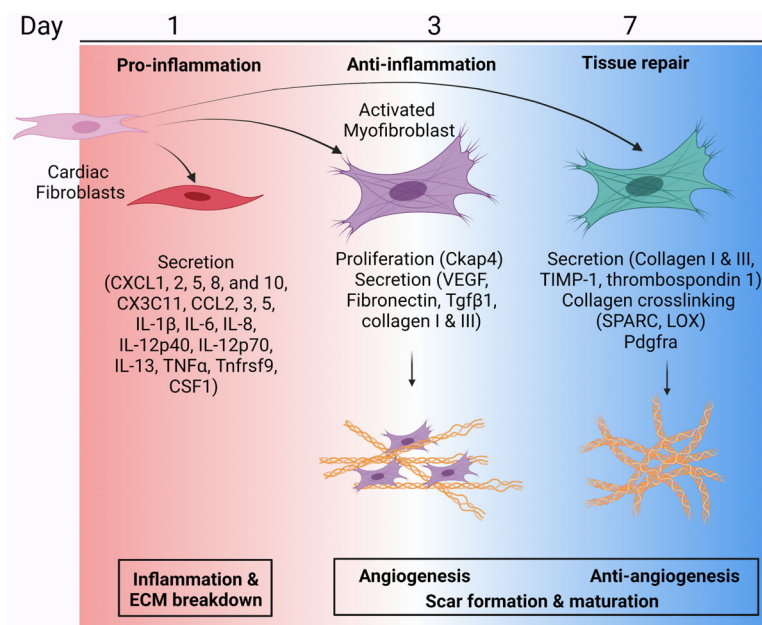 Day 1 3 7
Pro-inflammation
Anti-inflammation
Tissue repair
Activated
Myofibroblast
Cardiac
Fibroblasts
Secretion
(CXCL1, 2, 5, 8, and 10,
CX3C11, CCL2, 3, 5,
IL-1β, IL-6, IL-8,
IL-12p40, IL-12p70,
IL-13, TNFα, Tnfrsf9,
CSF1)
Proliferation (Ckap4)
Secretion (VEGF,
Fibronectin, Tgfβ1,
collagen I & III)
Secretion (Collagen I & III,
TIMP-1, thrombospondin 1)
Collagen crosslinking
(SPARC, LOX)
Pdgfra
Inflammation &
ECM breakdown
Angiogenesis Anti-angiogenesis
Scar formation & maturation